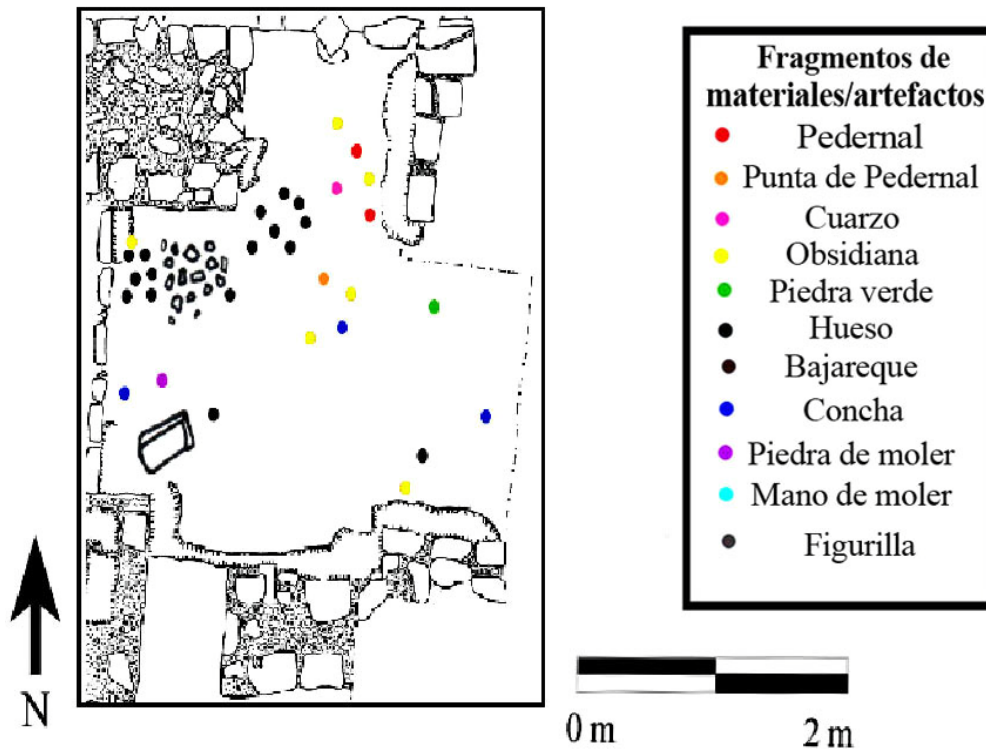 Fragmentos de
materiales/artefactos
Pedernal
Punta de Pedernal
Cuarzo
Obsidiana
Piedra verde
Hueso
Bajareque
Concha
Piedra de moler
Mano de moler
Figurilla
N
0 m 2 m